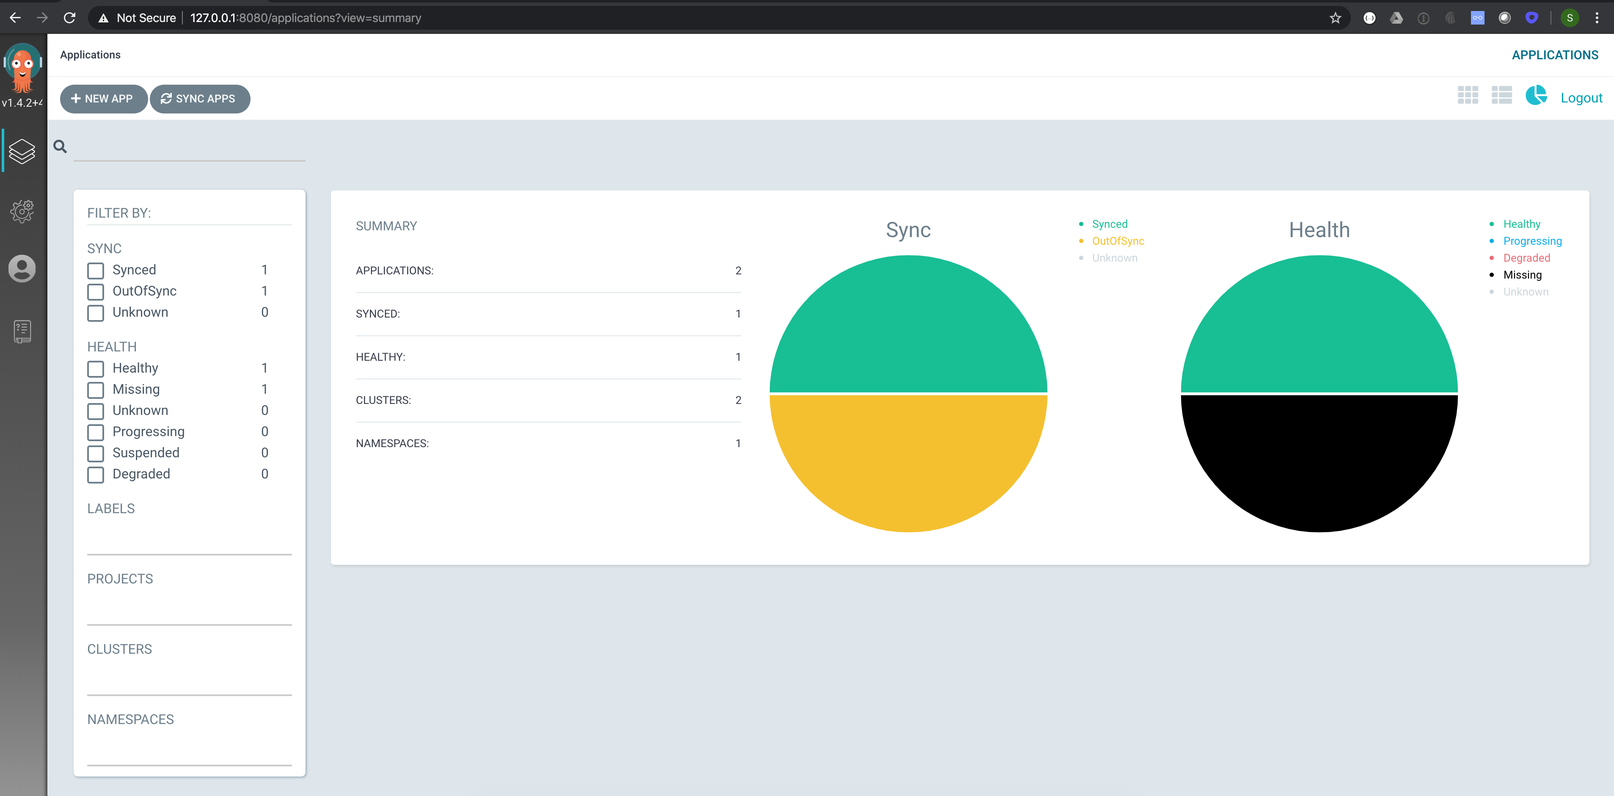 Not Secure
127.0.0.1:8080/applications?view=summary
S
v1.4.2+4
Applications
APPLICATIONS
+ NEW APP
SYNC APPS
Logout
FILTER BY:
SYNC
Synced 1
OutOfSync 1
Unknown 0
HEALTH
Healthy 1
Missing 1
Unknown 0
Progressing 0
Suspended 0
Degraded 0
LABELS
PROJECTS
CLUSTERS
NAMESPACES
SUMMARY
APPLICATIONS: 2
SYNCED: 1
HEALTHY: 1
CLUSTERS: 2
NAMESPACES: 1
Sync
Synced
OutOfSync
Unknown
Health
Healthy
Progressing
Degraded
Missing
Unknown